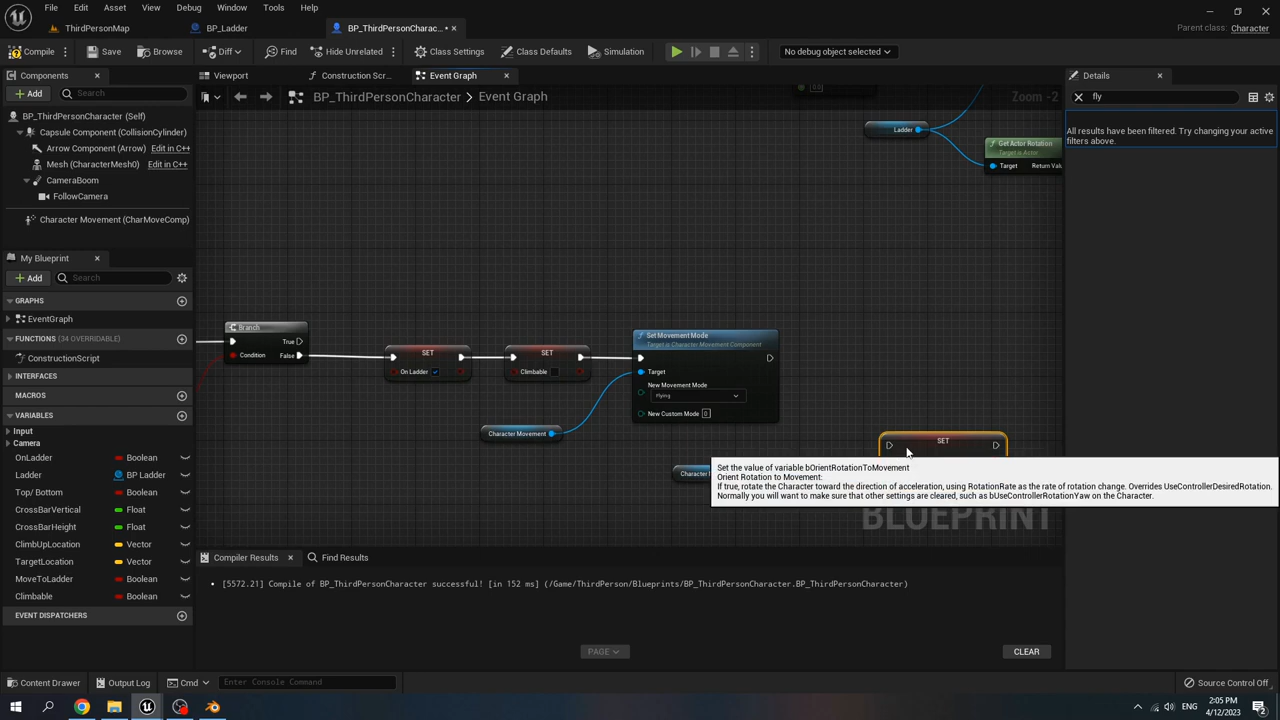 File Edit Asset View Debug Window Tools Help
ThirdPersonMap BP_Ladder BP_ThirdPersonCharac... • Parent class: Character
Compile Save Browse Diff Find Hide Unrelated Class Settings Class Defaults Simulation No debug object selected
Components Viewport Construction Scr... Event Graph Details
+ Add Search BP_ThirdPersonCharacter > Event Graph Zoom -2 fly
All results have been filtered. Try changing your active
filters above.
BP_ThirdPersonCharacter (Self)
Capsule Component (CollisionCylinder)
Arrow Component (Arrow) Edit in C++
Mesh (CharacterMesh0) Edit in C++
CameraBoom
FollowCamera
Character Movement (CharMoveComp)
My Blueprint
+ Add Search
GRAPHS
EventGraph
FUNCTIONS (34 OVERRIDABLE)
ConstructionScript
INTERFACES
MACROS
VARIABLES
Input
Camera
OnLadder Boolean
Ladder BP Ladder
Top/ Bottom Boolean
CrossBarVertical Float
CrossBarHeight Float
ClimbUpLocation Vector
TargetLocation Vector
MoveToLadder Boolean
Climbable Boolean
EVENT DISPATCHERS
0.0
Ladder
Get Actor Rotation
Target is Actor
Target Return Valu
Branch
True
Condition False
SET
On Ladder
SET
Climbable
Set Movement Mode
Target is Character Movement Component
Target
New Movement Mode
Flying
New Custom Mode 0
Character Movement
SET
Set the value of variable bOrientRotationToMovement
Orient Rotation to Movement:
If true, rotate the Character toward the direction of acceleration, using RotationRate as the rate of rotation change. Overrides UseControllerDesiredRotation.
Normally you will want to make sure that other settings are cleared, such as bUseControllerRotationYaw on the Character.
BLUEPRINT
Compiler Results Find Results
• [5572.21] Compile of BP_ThirdPersonCharacter successful! [in 152 ms] (/Game/ThirdPerson/Blueprints/BP_ThirdPersonCharacter.BP_ThirdPersonCharacter)
PAGE CLEAR
Content Drawer Output Log Cmd Enter Console Command Source Control Off
ENG 2:05 PM
4/12/2023